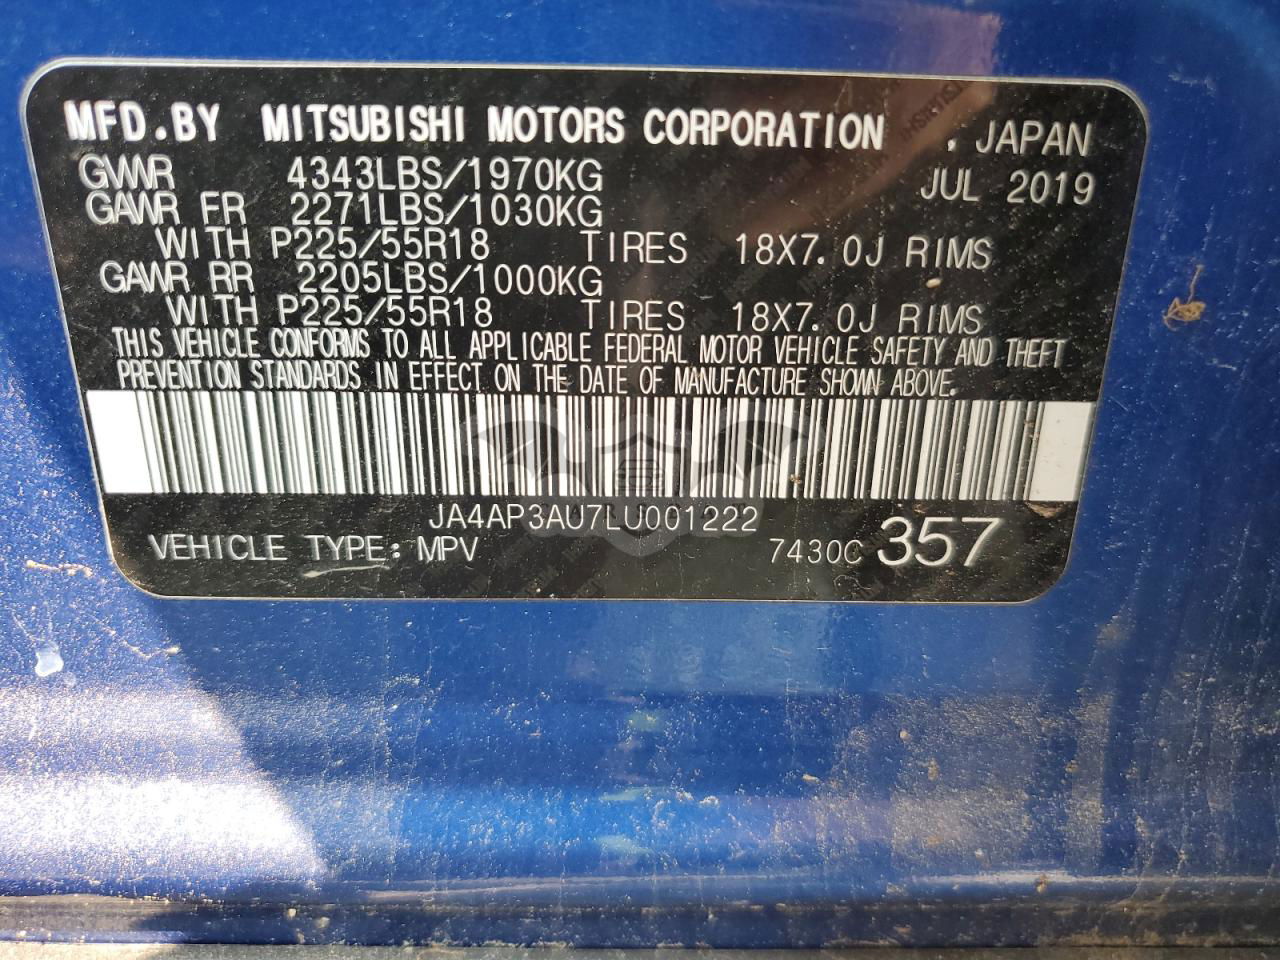 MFD.BY MITSUBISHI MOTORS CORPORATION . JAPAN
GVWR 4343LBS/1970KG JUL 2019
GAWR FR 2271LBS/1030KG
WITH P225/55R18 TIRES 18X7.0J RIMS
GAWR RR 2205LBS/1000KG
WITH P225/55R18 TIRES 18X7.0J RIMS
THIS VEHICLE CONFORMS TO ALL APPLICABLE FEDERAL MOTOR VEHICLE SAFETY AND THEFT
PREVENTION STANDARDS IN EFFECT ON THE DATE OF MANUFACTURE SHOWN ABOVE.
JA4AP3AU7LU001222
VEHICLE TYPE: MPV 7430C 357